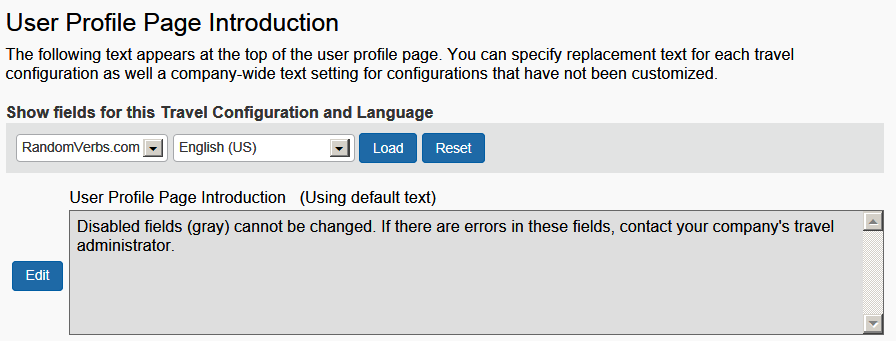 User Profile Page Introduction
The following text appears at the top of the user profile page. You can specify replacement text for each travel
configuration as well a company-wide text setting for configurations that have not been customized.
Show fields for this Travel Configuration and Language
RandomVerbs.com English (US) Load Reset
User Profile Page Introduction (Using default text)
Disabled fields (gray) cannot be changed. If there are errors in these fields, contact your company's travel
administrator.
Edit